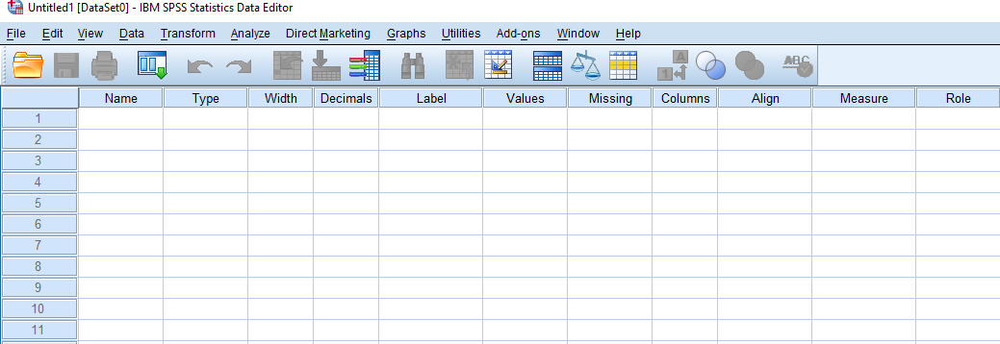 Untitled1 [DataSet0] - IBM SPSS Statistics Data Editor
File Edit View Data Transform Analyze Direct Marketing Graphs Utilities Add-ons Window Help
A
1
ABC
Name Type Width Decimals Label Values Missing Columns Align Measure Role
1
2
3
4
5
6
7
8
9
10
11